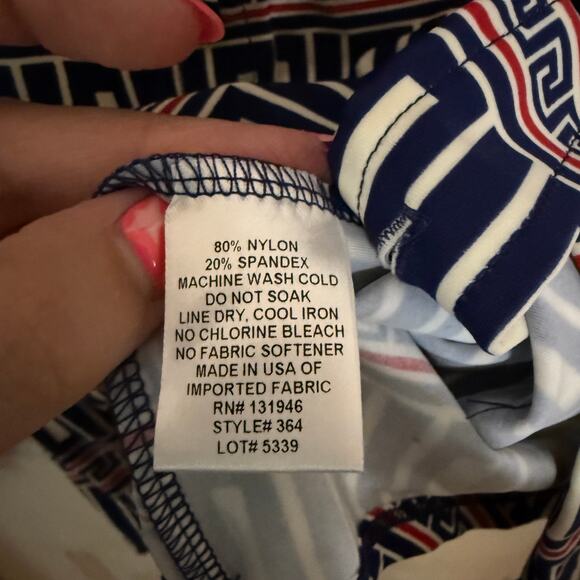 80% NYLON
20% SPANDEX
MACHINE WASH COLD
DO NOT SOAK
LINE DRY, COOL IRON
NO CHLORINE BLEACH
NO FABRIC SOFTENER
MADE IN USA OF
IMPORTED FABRIC
RN# 131946
STYLE# 364
LOT# 5339